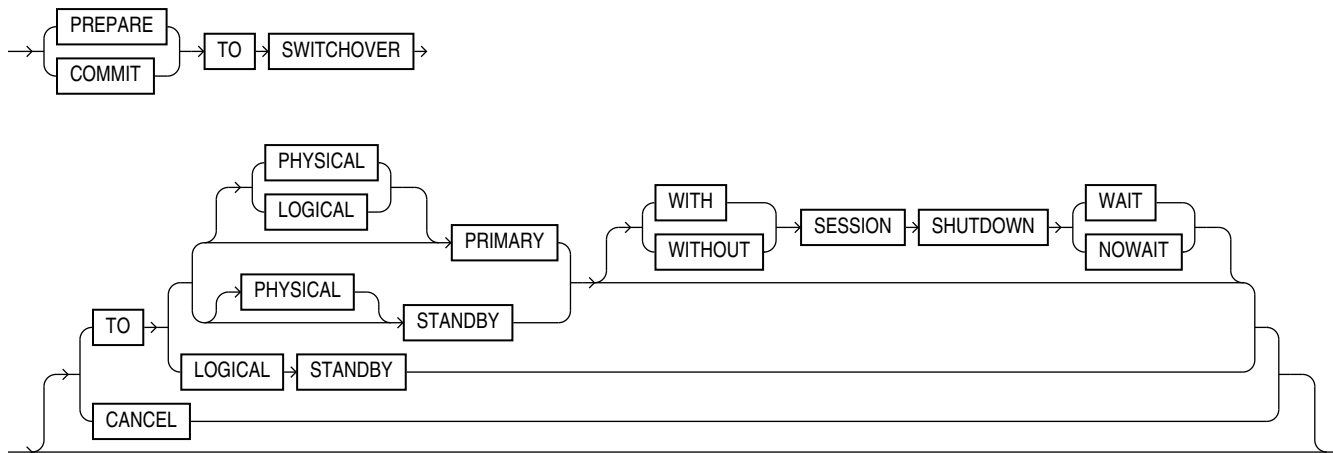 PREPARE
COMMIT
TO SWITCHOVER
PHYSICAL
LOGICAL
PRIMARY
WITH
WITHOUT
SESSION SHUTDOWN
WAIT
NOWAIT
PHYSICAL
STANDBY
TO
LOGICAL STANDBY
CANCEL